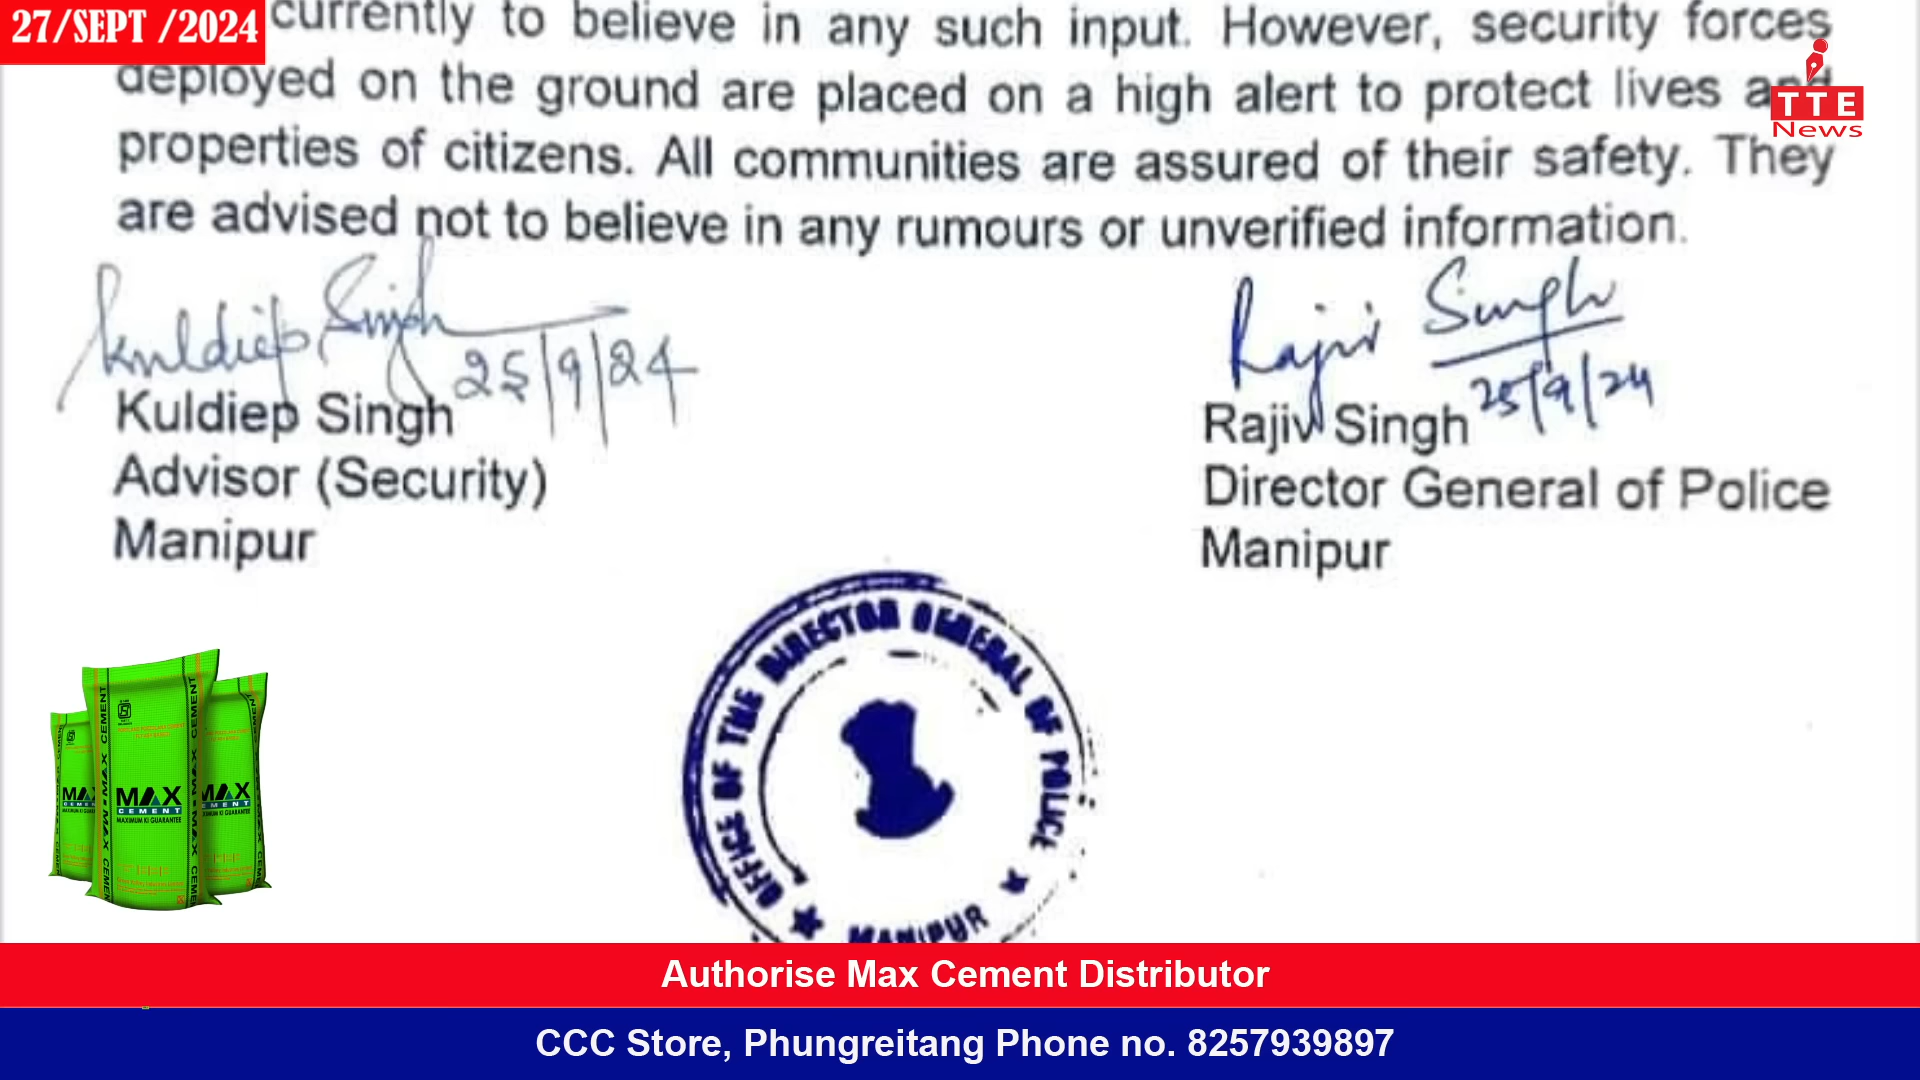 27/SEPT /2024
currently to believe in any such input. However, security forces
deployed on the ground are placed on a high alert to protect lives and
properties of citizens. All communities are assured of their safety. They
are advised not to believe in any rumours or unverified information.
TTE
News
Kuldiep Singh
25/9/24
Kuldiep Singh
Advisor (Security)
Manipur
Rajiv Singh
25/9/24
Rajiv Singh
Director General of Police
Manipur
OFFICE OF THE DIRECTOR GENERAL OF POLICE
MANIPUR
MAX
CEMENT
MAXIMUM KI GUARANTEE
Authorise Max Cement Distributor
CCC Store, Phungreitang Phone no. 8257939897